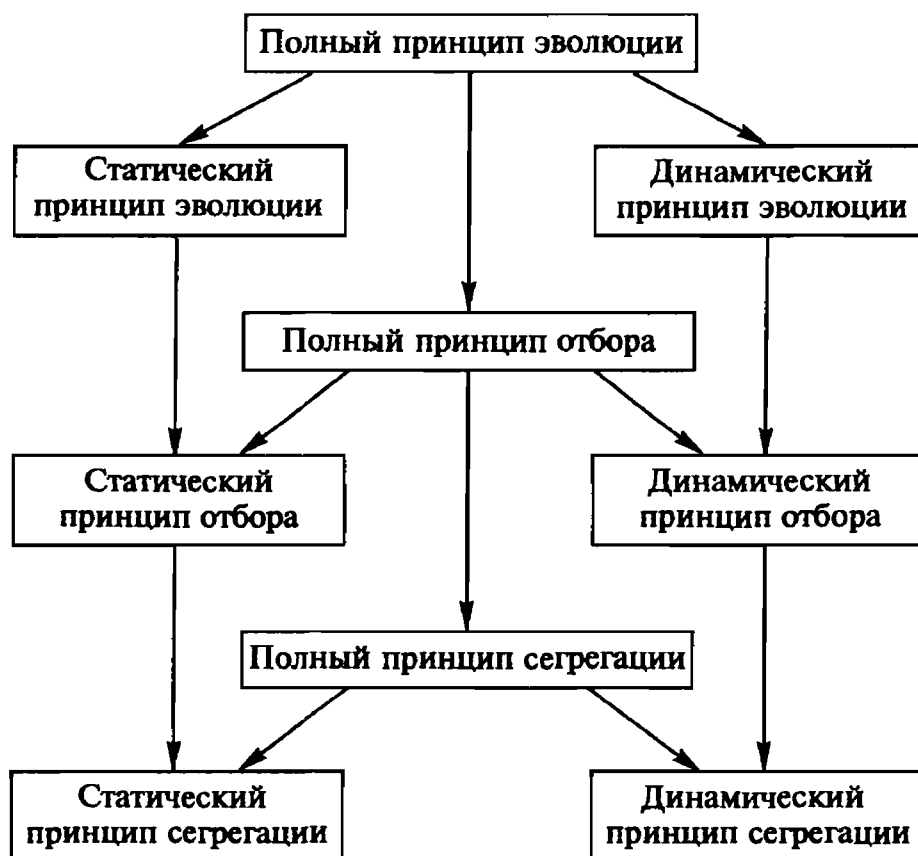 Полный принцип эволюции
Статический
принцип эволюции
Динамический
принцип эволюции
Полный принцип отбора
Статический
принцип отбора
Динамический
принцип отбора
Полный принцип сегрегации
Статический
принцип сегрегации
Динамический
принцип сегрегации